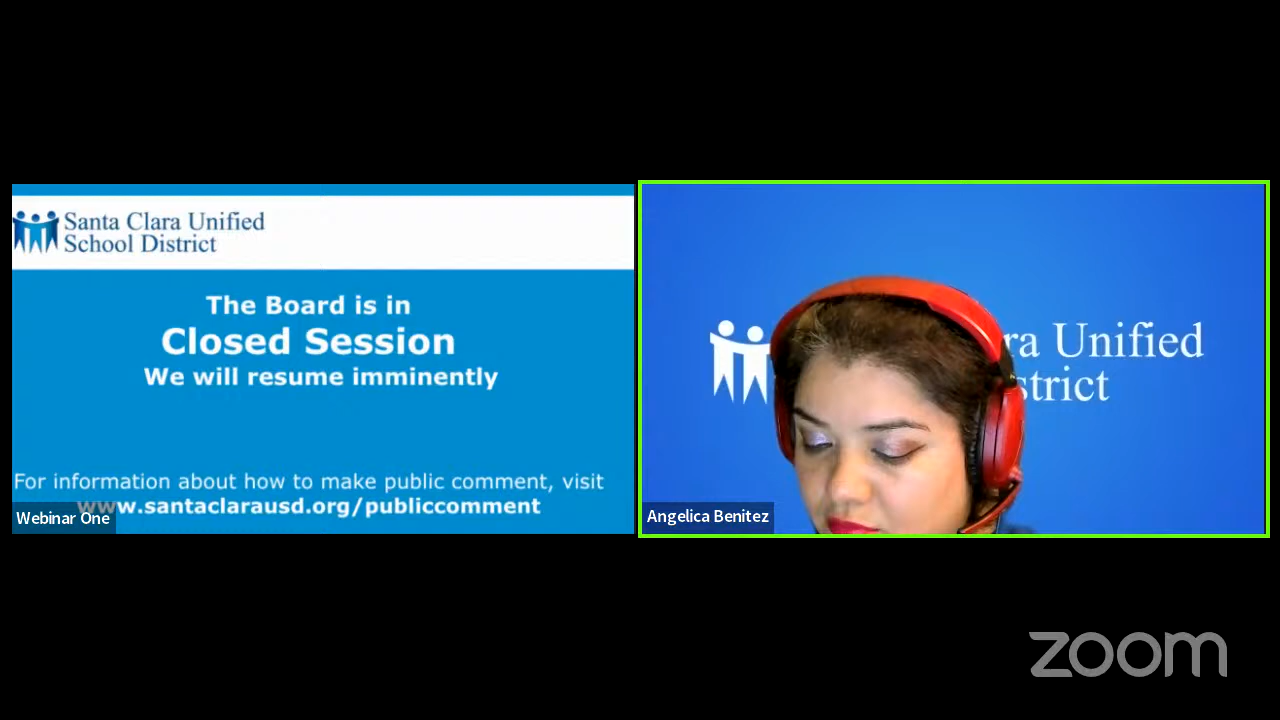 Santa Clara Unified
School District
The Board is in
Closed Session
We will resume imminently
For information about how to make public comment, visit
www.santaclarausd.org/publiccomment
Webinar One
ra Unified
strict
Angelica Benitez
zoom